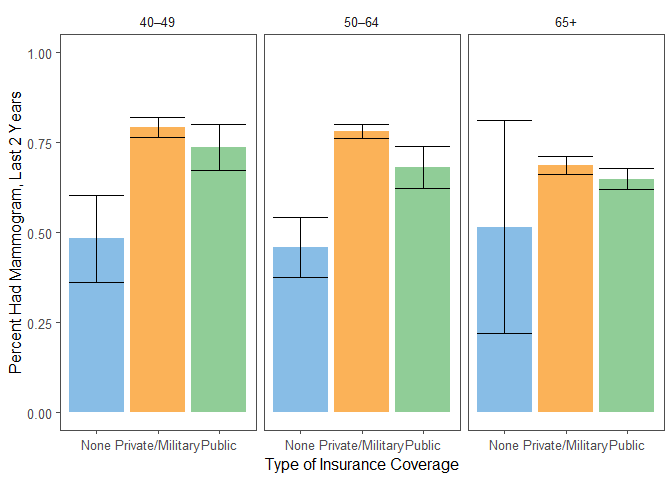 40–49 50–64 65+
1.00
0.75
0.50
0.25
0.00
Percent Had Mammogram, Last 2 Years
None Private/Military Public None Private/Military Public None Private/Military Public
Type of Insurance Coverage